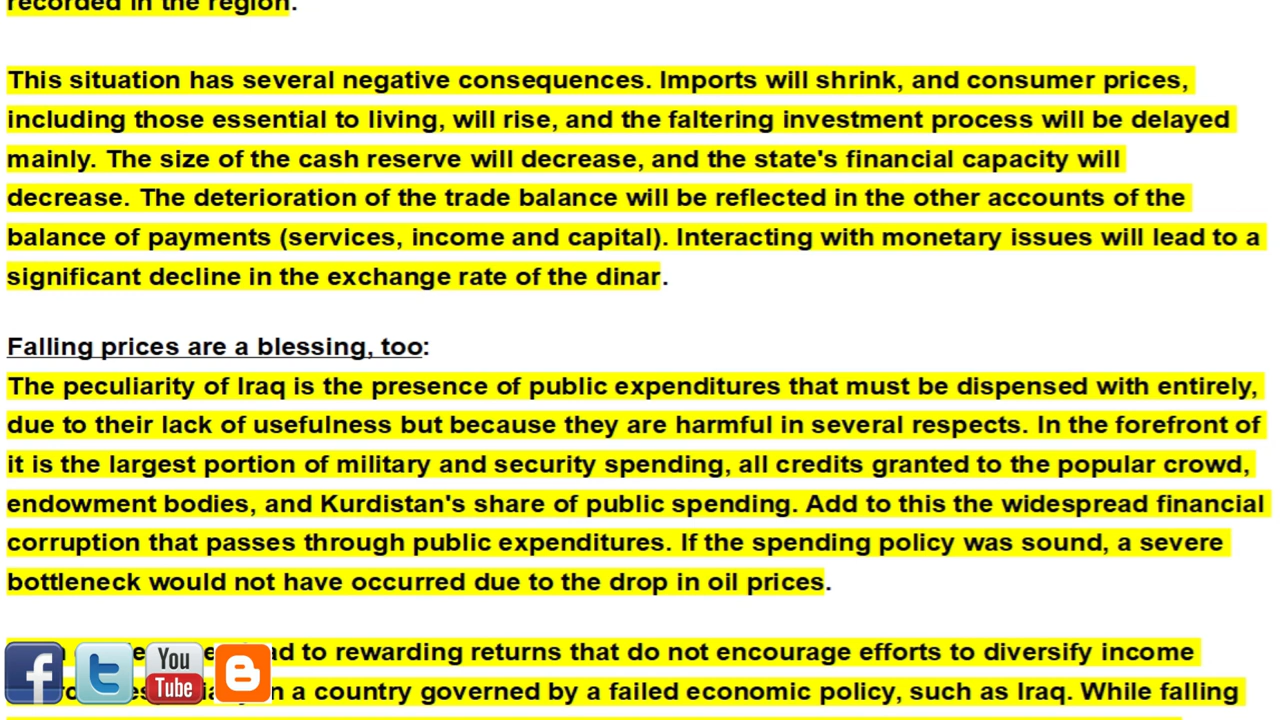 recorded in the region.
This situation has several negative consequences. Imports will shrink, and consumer prices,
including those essential to living, will rise, and the faltering investment process will be delayed
mainly. The size of the cash reserve will decrease, and the state's financial capacity will
decrease. The deterioration of the trade balance will be reflected in the other accounts of the
balance of payments (services, income and capital). Interacting with monetary issues will lead to a
significant decline in the exchange rate of the dinar.
Falling prices are a blessing, too:
The peculiarity of Iraq is the presence of public expenditures that must be dispensed with entirely,
due to their lack of usefulness but because they are harmful in several respects. In the forefront of
it is the largest portion of military and security spending, all credits granted to the popular crowd,
endowment bodies, and Kurdistan's share of public spending. Add to this the widespread financial
corruption that passes through public expenditures. If the spending policy was sound, a severe
bottleneck would not have occurred due to the drop in oil prices.
to rewarding returns that do not encourage efforts to diversify income
a country governed by a failed economic policy, such as Iraq. While falling
You
Tube